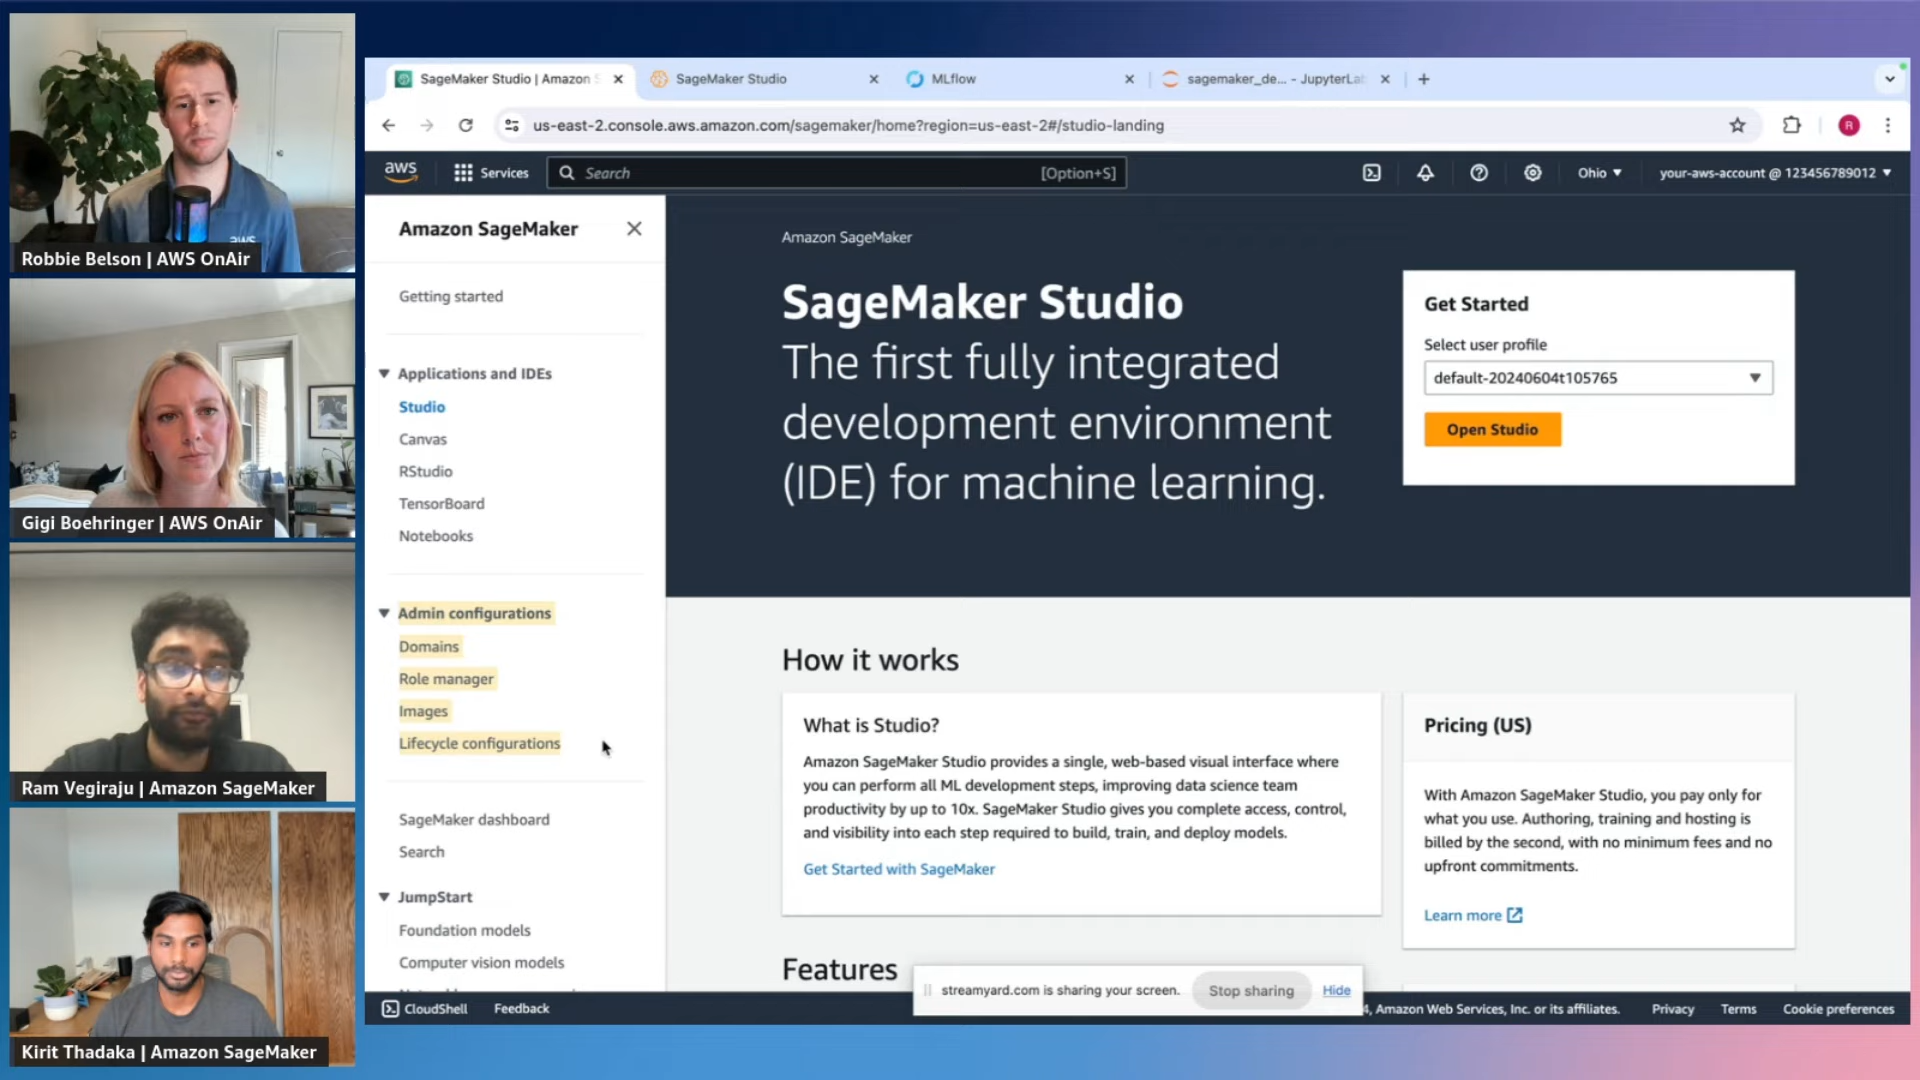 Robbie Belson | AWS OnAir
Gigi Boehringer | AWS OnAir
Ram Vegiraju | Amazon SageMaker
Kirit Thadaka | Amazon SageMaker
SageMaker Studio | Amazon S
SageMaker Studio
MLflow
sagemaker_de... - JupyterLa
us-east-2.console.aws.amazon.com/sagemaker/home?region=us-east-2#/studio-landing
R
aws
Services
Search
[Option+S]
Ohio
your-aws-account @ 123456789012
Amazon SageMaker
Getting started
Applications and IDEs
Studio
Canvas
RStudio
TensorBoard
Notebooks
Admin configurations
Domains
Role manager
Images
Lifecycle configurations
SageMaker dashboard
Search
JumpStart
Foundation models
Computer vision models
Amazon SageMaker
SageMaker Studio
The first fully integrated
development environment
(IDE) for machine learning.
Get Started
Select user profile
default-20240604t105765
Open Studio
How it works
What is Studio?
Amazon SageMaker Studio provides a single, web-based visual interface where
you can perform all ML development steps, improving data science team
productivity by up to 10x. SageMaker Studio gives you complete access, control,
and visibility into each step required to build, train, and deploy models.
Get Started with SageMaker
Pricing (US)
With Amazon SageMaker Studio, you pay only for
what you use. Authoring, training and hosting is
billed by the second, with no minimum fees and no
upfront commitments.
Learn more
Features
streamyard.com is sharing your screen.
Stop sharing
Hide
CloudShell
Feedback
4, Amazon Web Services, Inc. or its affiliates.
Privacy
Terms
Cookie preferences